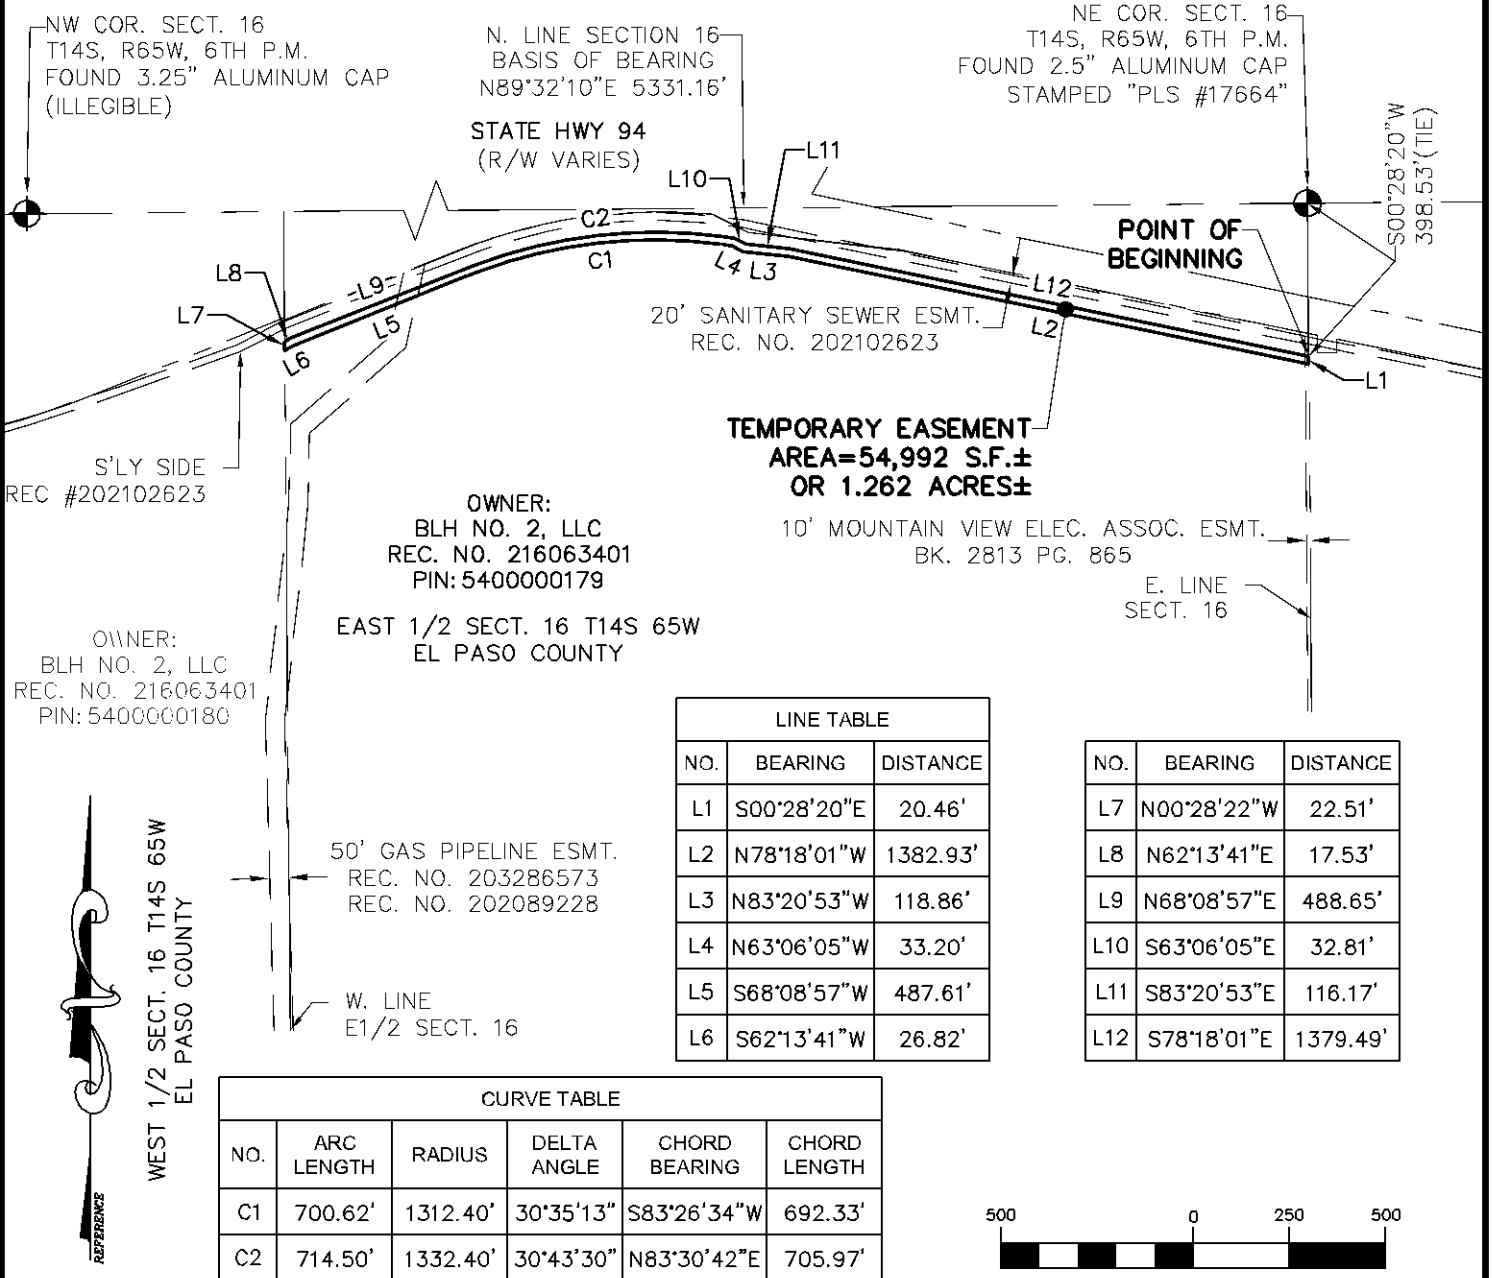 NW COR. SECT. 16
T14S, R65W, 6TH P.M.
FOUND 3.25" ALUMINUM CAP
(ILLEGIBLE)
N. LINE SECTION 16
BASIS OF BEARING
N89°32'10"E 5331.16'
STATE HWY 94
(R/W VARIES)
NE COR. SECT. 16
T14S, R65W, 6TH P.M.
FOUND 2.5" ALUMINUM CAP
STAMPED "PLS #17664"
S00°28'20"W
398.53'(TIE)
L11
L10
C2
C1
L4 L3
POINT OF
BEGINNING
L8
L9
L12
L7
L5
L6
20' SANITARY SEWER ESMT.
REC. NO. 202102623
L2
L1
TEMPORARY EASEMENT
AREA=54,992 S.F.±
OR 1.262 ACRES±
S'LY SIDE
REC #202102623
OWNER:
BLH NO. 2, LLC
REC. NO. 216063401
PIN: 5400000179
EAST 1/2 SECT. 16 T14S 65W
EL PASO COUNTY
10' MOUNTAIN VIEW ELEC. ASSOC. ESMT.
BK. 2813 PG. 865
E. LINE
SECT. 16
OWNER:
BLH NO. 2, LLC
REC. NO. 216063401
PIN: 5400000180
50' GAS PIPELINE ESMT.
REC. NO. 203286573
REC. NO. 202089228
W. LINE
E1/2 SECT. 16
WEST 1/2 SECT. 16 T14S 65W
EL PASO COUNTY
REFERENCE
LINE TABLE
NO. BEARING DISTANCE
L1 S00°28'20"E 20.46'
L2 N78°18'01"W 1382.93'
L3 N83°20'53"W 118.86'
L4 N63°06'05"W 33.20'
L5 S68°08'57"W 487.61'
L6 S62°13'41"W 26.82'
NO. BEARING DISTANCE
L7 N00°28'22"W 22.51'
L8 N62°13'41"E 17.53'
L9 N68°08'57"E 488.65'
L10 S63°06'05"E 32.81'
L11 S83°20'53"E 116.17'
L12 S78°18'01"E 1379.49'
CURVE TABLE
NO. ARC LENGTH RADIUS DELTA ANGLE CHORD BEARING CHORD LENGTH
C1 700.62' 1312.40' 30°35'13" S83°26'34"W 692.33'
C2 714.50' 1332.40' 30°43'30" N83°30'42"E 705.97'
500 0 250 500